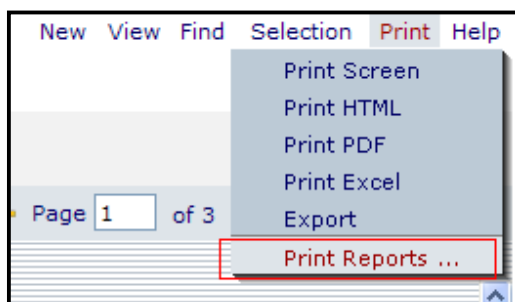 New View Find Selection Print Help
Print Screen
Print HTML
Print PDF
Print Excel
Export
Print Reports ...
Page 1 of 3